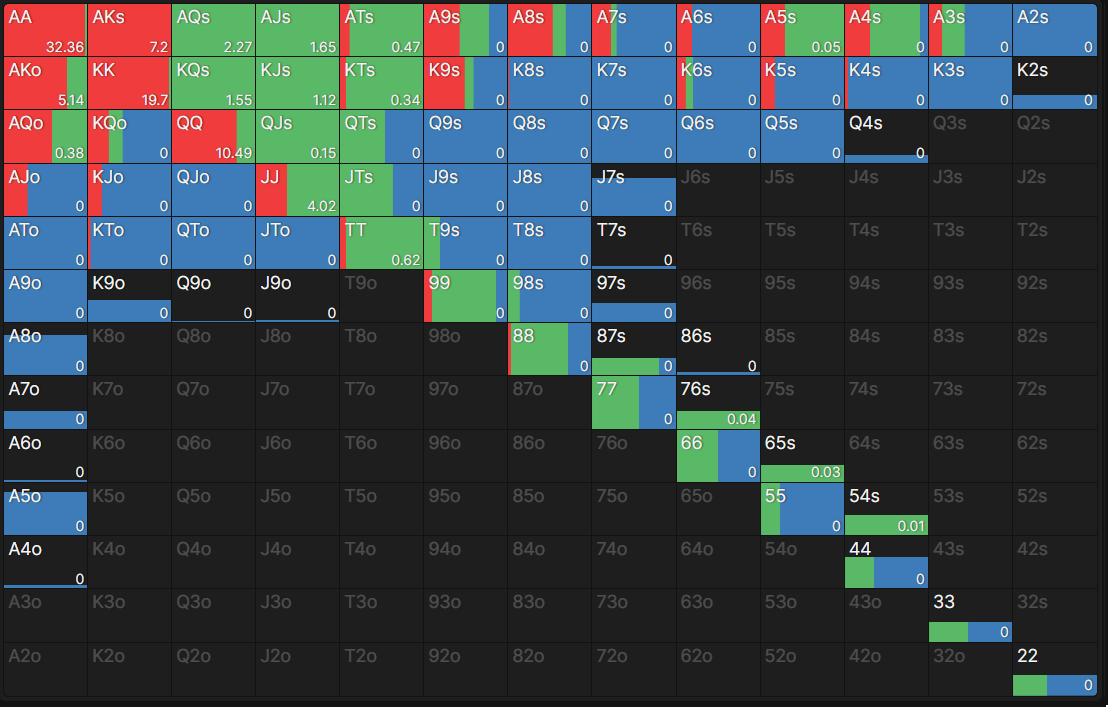 AA AKs AQs AJs ATs A9s A8s A7s A6s A5s A4s A3s A2s
32.36 7.2 2.27 1.65 0.47 0 0 0 0 0.05 0 0 0
AKo KK KQs KJs KTs K9s K8s K7s K6s K5s K4s K3s K2s
5.14 19.7 1.55 1.12 0.34 0 0 0 0 0 0 0 0
AQo KQo QQ QJs QTs Q9s Q8s Q7s Q6s Q5s Q4s Q3s Q2s
0.38 0 10.49 0.15 0 0 0 0 0 0 0
AJo KJo QJo JJ JTs J9s J8s J7s J6s J5s J4s J3s J2s
0 0 0 4.02 0 0 0 0
ATo KTo QTo JTo TT T9s T8s T7s T6s T5s T4s T3s T2s
0 0 0 0 0.62 0 0 0
A9o K9o Q9o J9o T9o 99 98s 97s 96s 95s 94s 93s 92s
0 0 0 0 0 0 0
A8o K8o Q8o J8o T8o 98o 88 87s 86s 85s 84s 83s 82s
0 0 0 0
A7o K7o Q7o J7o T7o 97o 87o 77 76s 75s 74s 73s 72s
0 0 0.04
A6o K6o Q6o J6o T6o 96o 86o 76o 66 65s 64s 63s 62s
0 0 0.03
A5o K5o Q5o J5o T5o 95o 85o 75o 65o 55 54s 53s 52s
0 0 0.01
A4o K4o Q4o J4o T4o 94o 84o 74o 64o 54o 44 43s 42s
0 0
A3o K3o Q3o J3o T3o 93o 83o 73o 63o 53o 43o 33 32s
0
A2o K2o Q2o J2o T2o 92o 82o 72o 62o 52o 42o 32o 22
0